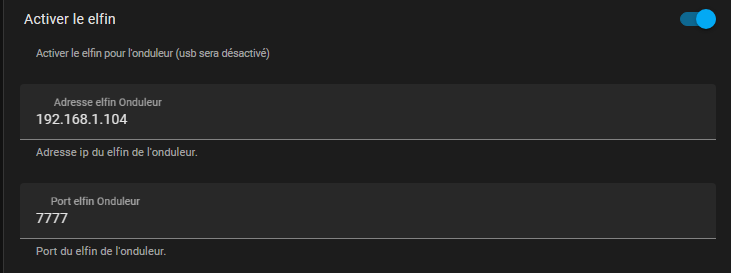 Activer le elfin
Activer le elfin pour l'onduleur (usb sera désactivé)
Adresse elfin Onduleur
192.168.1.104
Adresse ip du elfin de l'onduleur.
Port elfin Onduleur
7777
Port du elfin de l'onduleur.